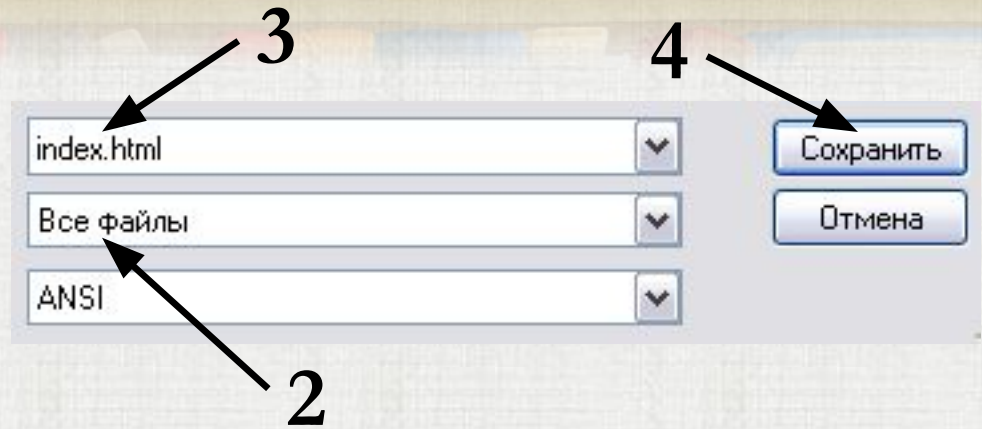 3
4
index.html
Сохранить
Все файлы
Отмена
ANSI
2